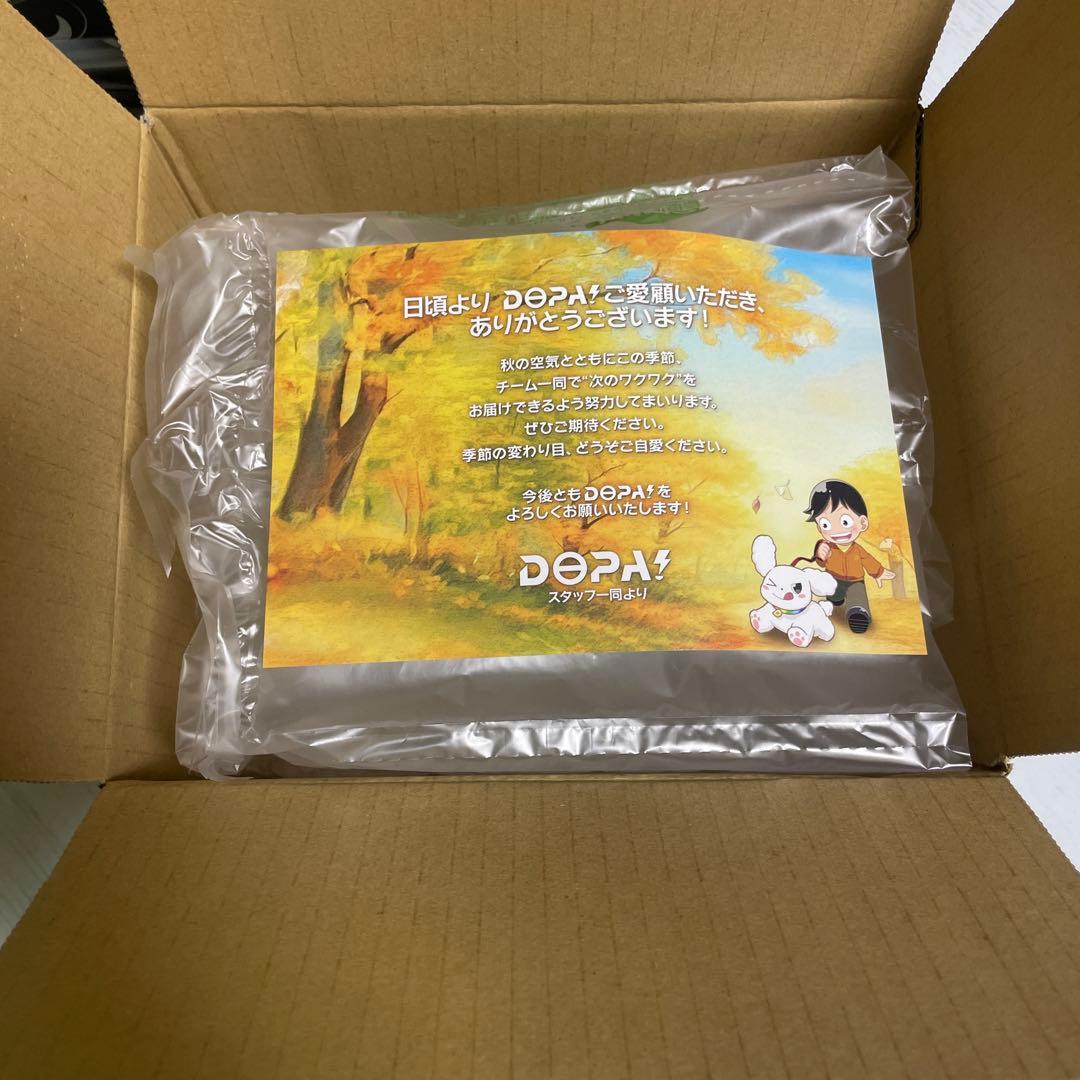 日頃より DOPA! ご愛顧いただき、
ありがとうございます!
秋の空気とともにこの季節、
チーム一同で“次のワクワク”を
お届けできるよう努力してまいります。
ぜひご期待ください。
季節の変わり目、どうぞご自愛ください。
今後とも DOPA! を
よろしくお願いいたします!
DOPA!
スタッフ一同より